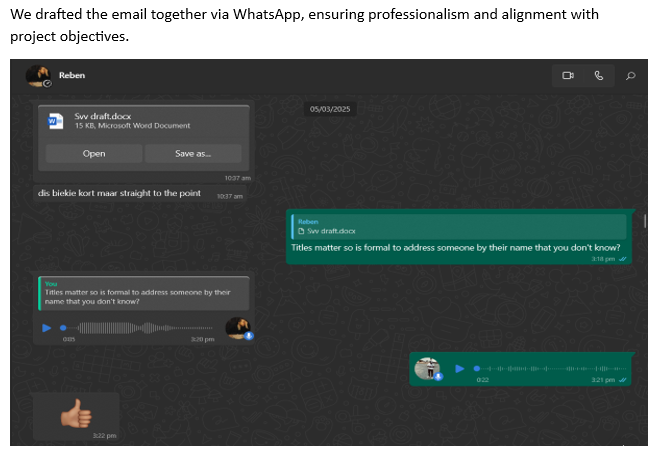 We drafted the email together via WhatsApp, ensuring professionalism and alignment with
project objectives.
Reben
05/03/2025
Svv draft.docx
15 KB, Microsoft Word Document
Open
Save as...
10:37 am
dis biekie kort maar straight to the point
10:37 am
Reben
Svv draft.docx
Titles matter so is formal to address someone by their name that you don't know?
3:18 pm
You
Titles matter so is formal to address someone by their
name that you don't know?
0:05
3:20 pm
0:22
3:21 pm
3:22 pm